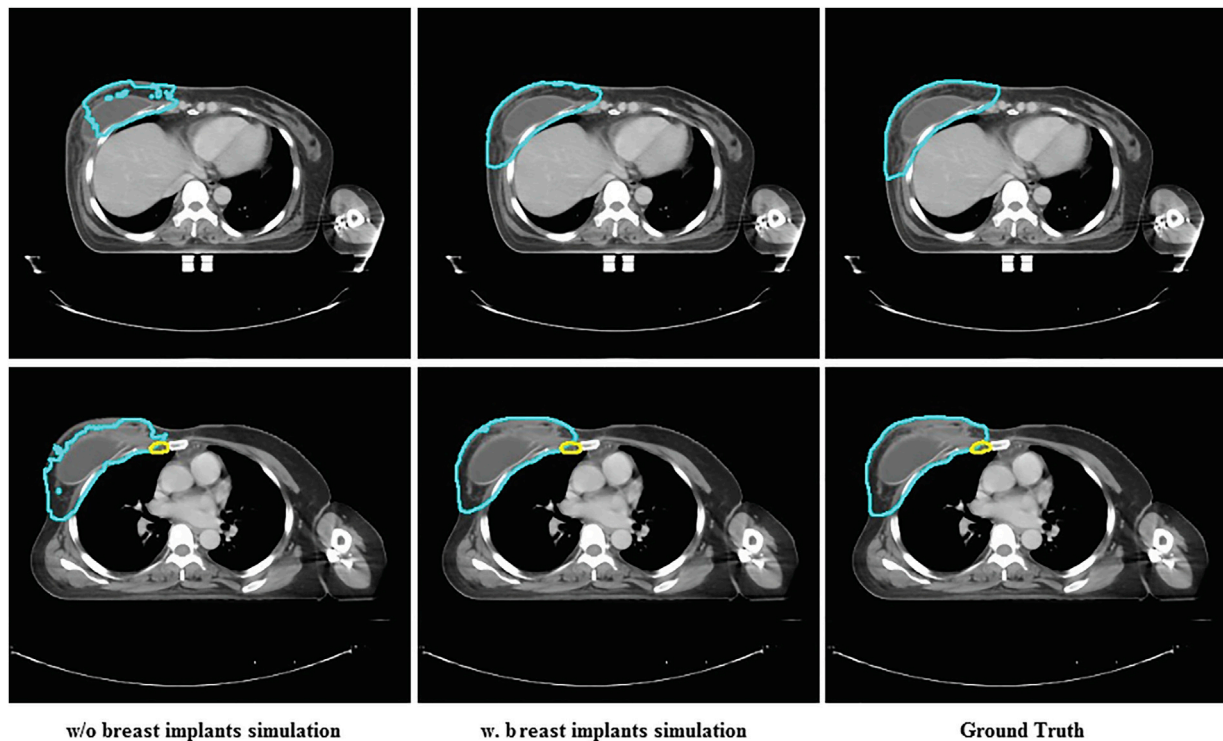 w/o breast implants simulation
w. breast implants simulation
Ground Truth